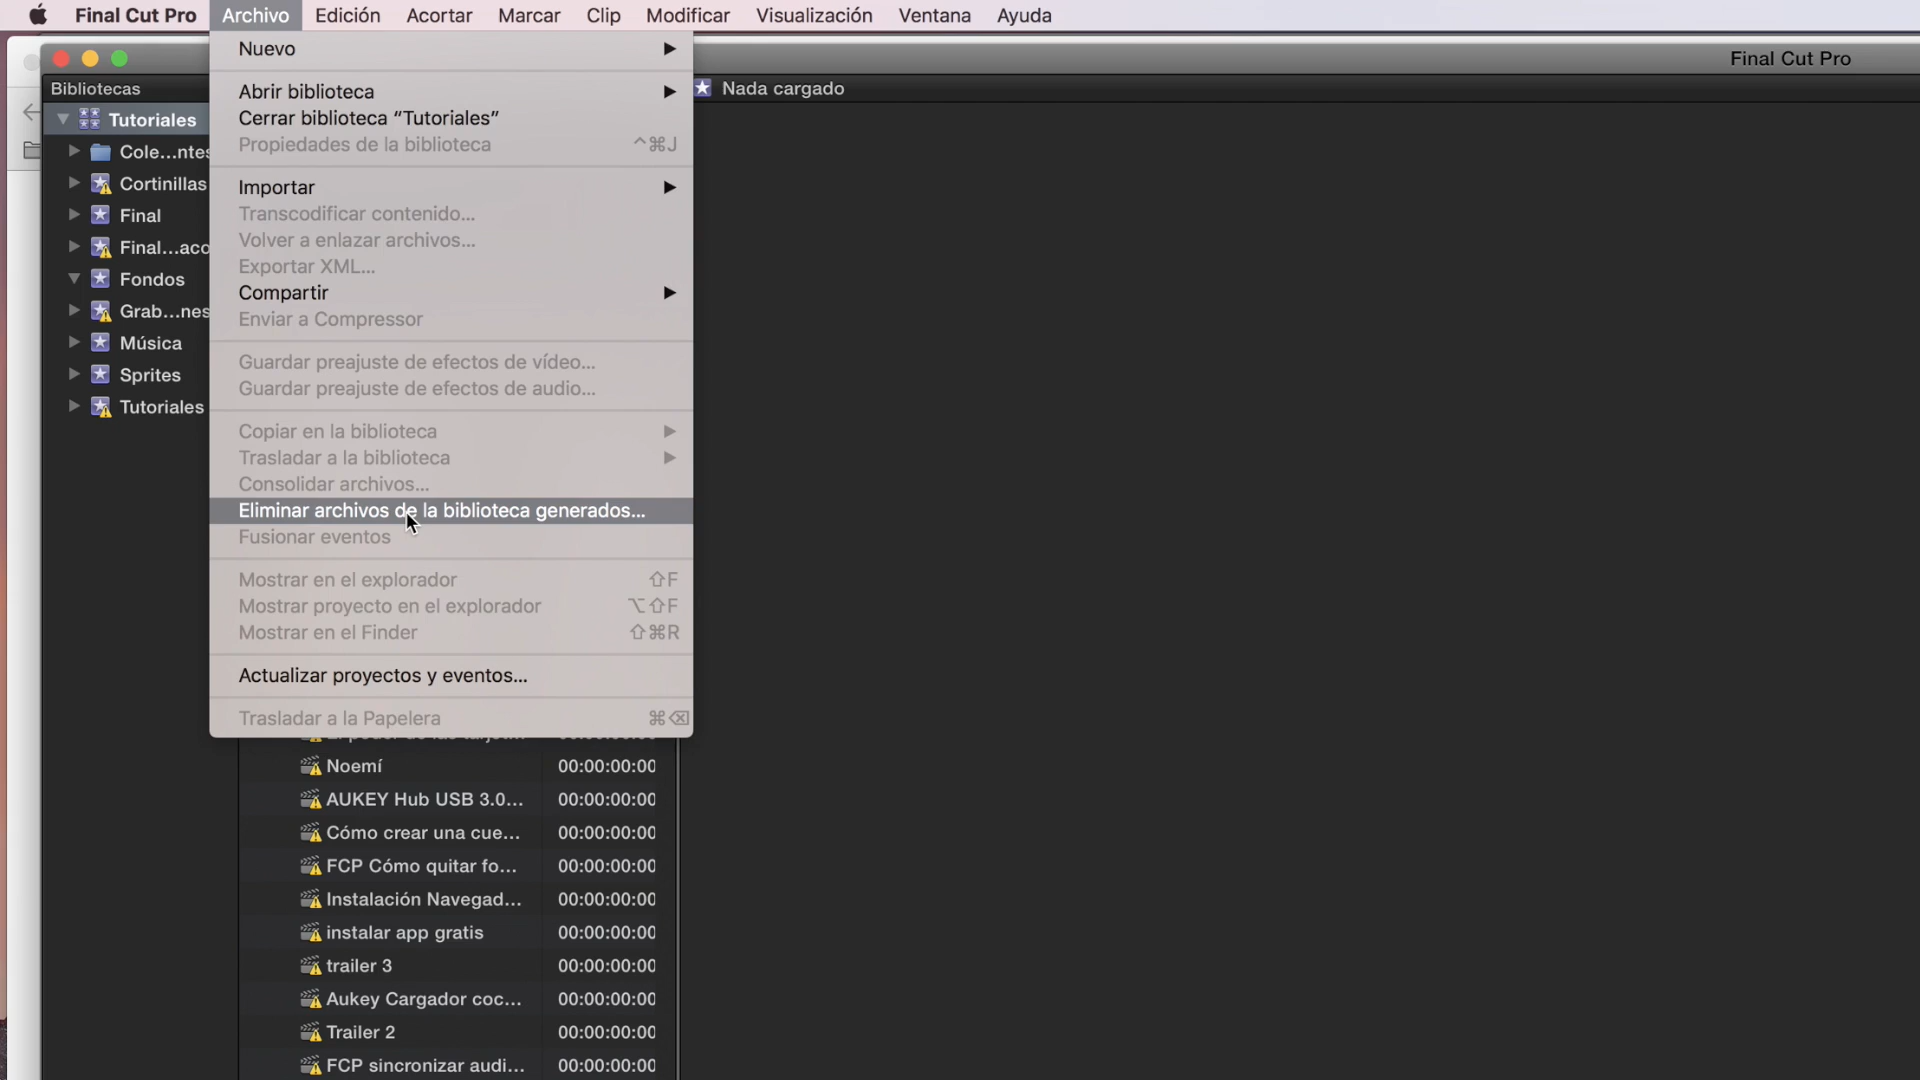 Final Cut Pro Archivo Edición Acortar Marcar Clip Modificar Visualización Ventana Ayuda
Final Cut Pro
Bibliotecas
Nada cargado
Tutoriales
Cole...ntes
Cortinillas
Final
Final...aco
Fondos
Grab...nes
Música
Sprites
Tutoriales
Nuevo
Abrir biblioteca
Cerrar biblioteca “Tutoriales”
Propiedades de la biblioteca ^⌘J
Importar
Transcodificar contenido...
Volver a enlazar archivos...
Exportar XML...
Compartir
Enviar a Compressor
Guardar preajuste de efectos de vídeo...
Guardar preajuste de efectos de audio...
Copiar en la biblioteca
Trasladar a la biblioteca
Consolidar archivos...
Eliminar archivos de la biblioteca generados...
Fusionar eventos
Mostrar en el explorador ⇧F
Mostrar proyecto en el explorador ⌥⇧F
Mostrar en el Finder ⇧⌘R
Actualizar proyectos y eventos...
Trasladar a la Papelera ⌘⌫
Noemí 00:00:00:00
AUKEY Hub USB 3.0... 00:00:00:00
Cómo crear una cue... 00:00:00:00
FCP Cómo quitar fo... 00:00:00:00
Instalación Navegad... 00:00:00:00
instalar app gratis 00:00:00:00
trailer 3 00:00:00:00
Aukey Cargador coc... 00:00:00:00
Trailer 2 00:00:00:00
FCP sincronizar audi... 00:00:00:00